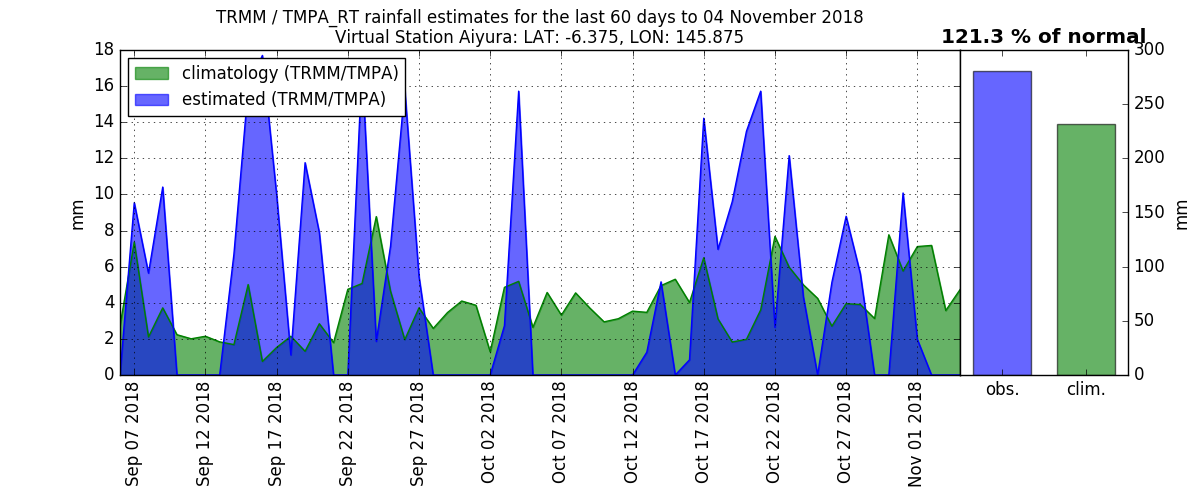 TRMM / TMPA_RT rainfall estimates for the last 60 days to 04 November 2018
Virtual Station Aiyura: LAT: -6.375, LON: 145.875
121.3 % of normal
climatology (TRMM/TMPA)
estimated (TRMM/TMPA)
18
16
14
12
10
8
6
4
2
0
mm
Sep 07 2018
Sep 12 2018
Sep 17 2018
Sep 22 2018
Sep 27 2018
Oct 02 2018
Oct 07 2018
Oct 12 2018
Oct 17 2018
Oct 22 2018
Oct 27 2018
Nov 01 2018
obs.
clim.
300
250
200
150
100
50
0
mm